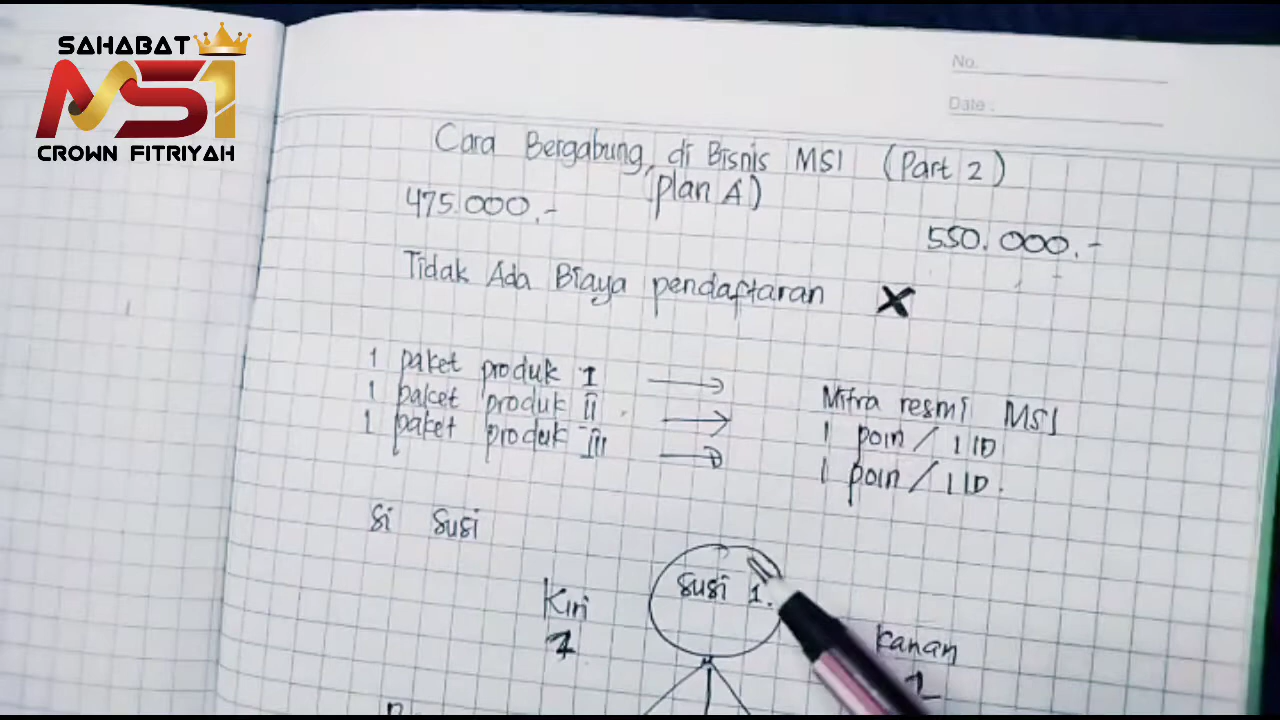 SAHABAT
MS1
CROWN FITRIYAH
No.
Date :
Cara Bergabung, di Bisnis MSI (Part 2)
(plan A)
475.000.-
550.000.-
Tidak Ada Biaya pendaftaran X
1 paket produk I → Mitra resmi MSI
1 paket produk II → 1 poin / 1 ID
1 paket produk III → 1 poin / 1 ID.
Si Susi
Susi 1.
Kiri
Kanan
1